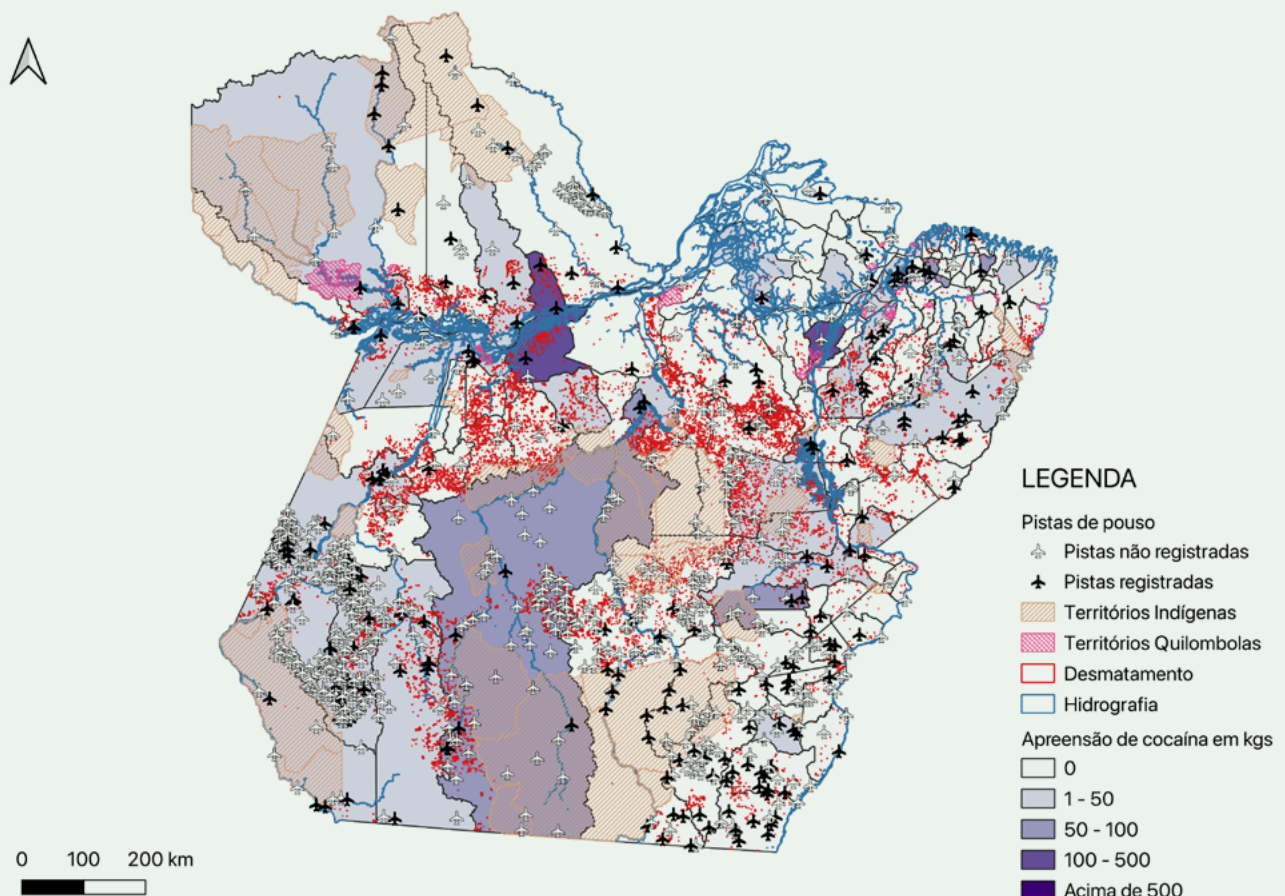 LEGENDA
Pistas de pouso
Pistas não registradas
Pistas registradas
Territórios Indígenas
Territórios Quilombolas
Desmatamento
Hidrografia
Apreensão de cocaína em kgs
0
1 - 50
50 - 100
100 - 500
Acima de 500
0 100 200 km